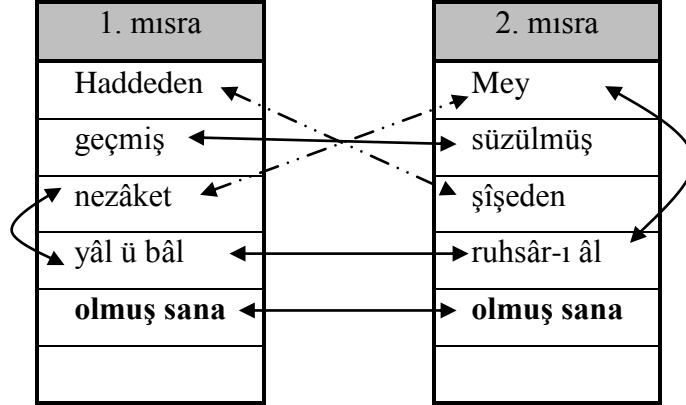 1. mısra
Haddeden
geçmiş
nezâket
yâl ü bâl
olmuş sana
2. mısra
Mey
süzülmüş
şîşeden
ruhsâr-ı âl
olmuş sana